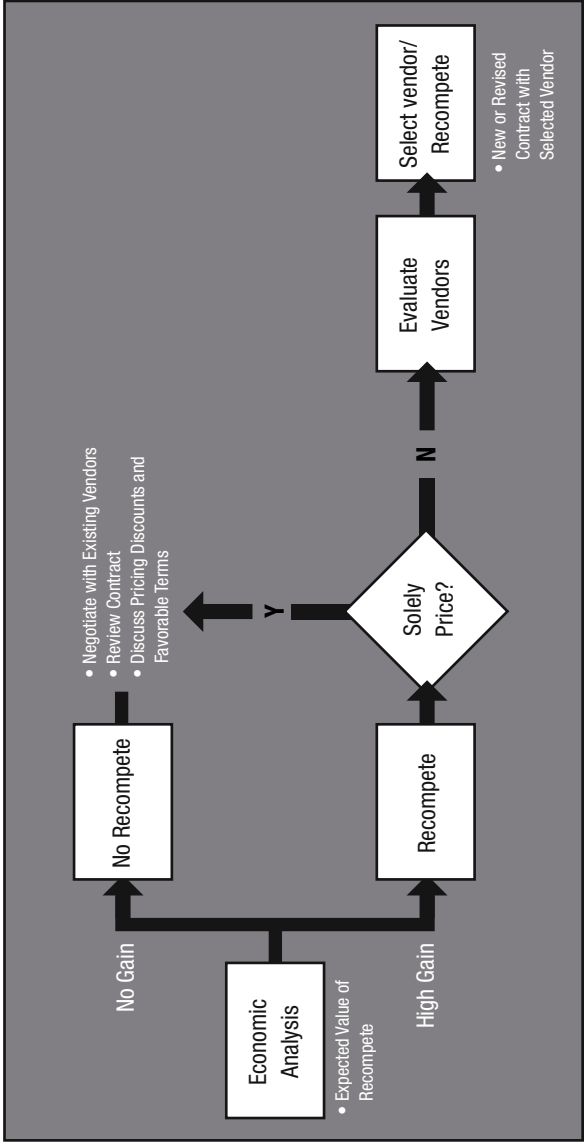 Economic
Analysis
• Expected Value of
Recompete
No Gain
No Recompete
• Negotiate with Existing Vendors
• Review Contract
• Discuss Pricing Discounts and
Favorable Terms
High Gain
Recompete
Solely
Price?
Y
N
Evaluate
Vendors
Select vendor/
Recompete
• New or Revised
Contract with
Selected Vendor